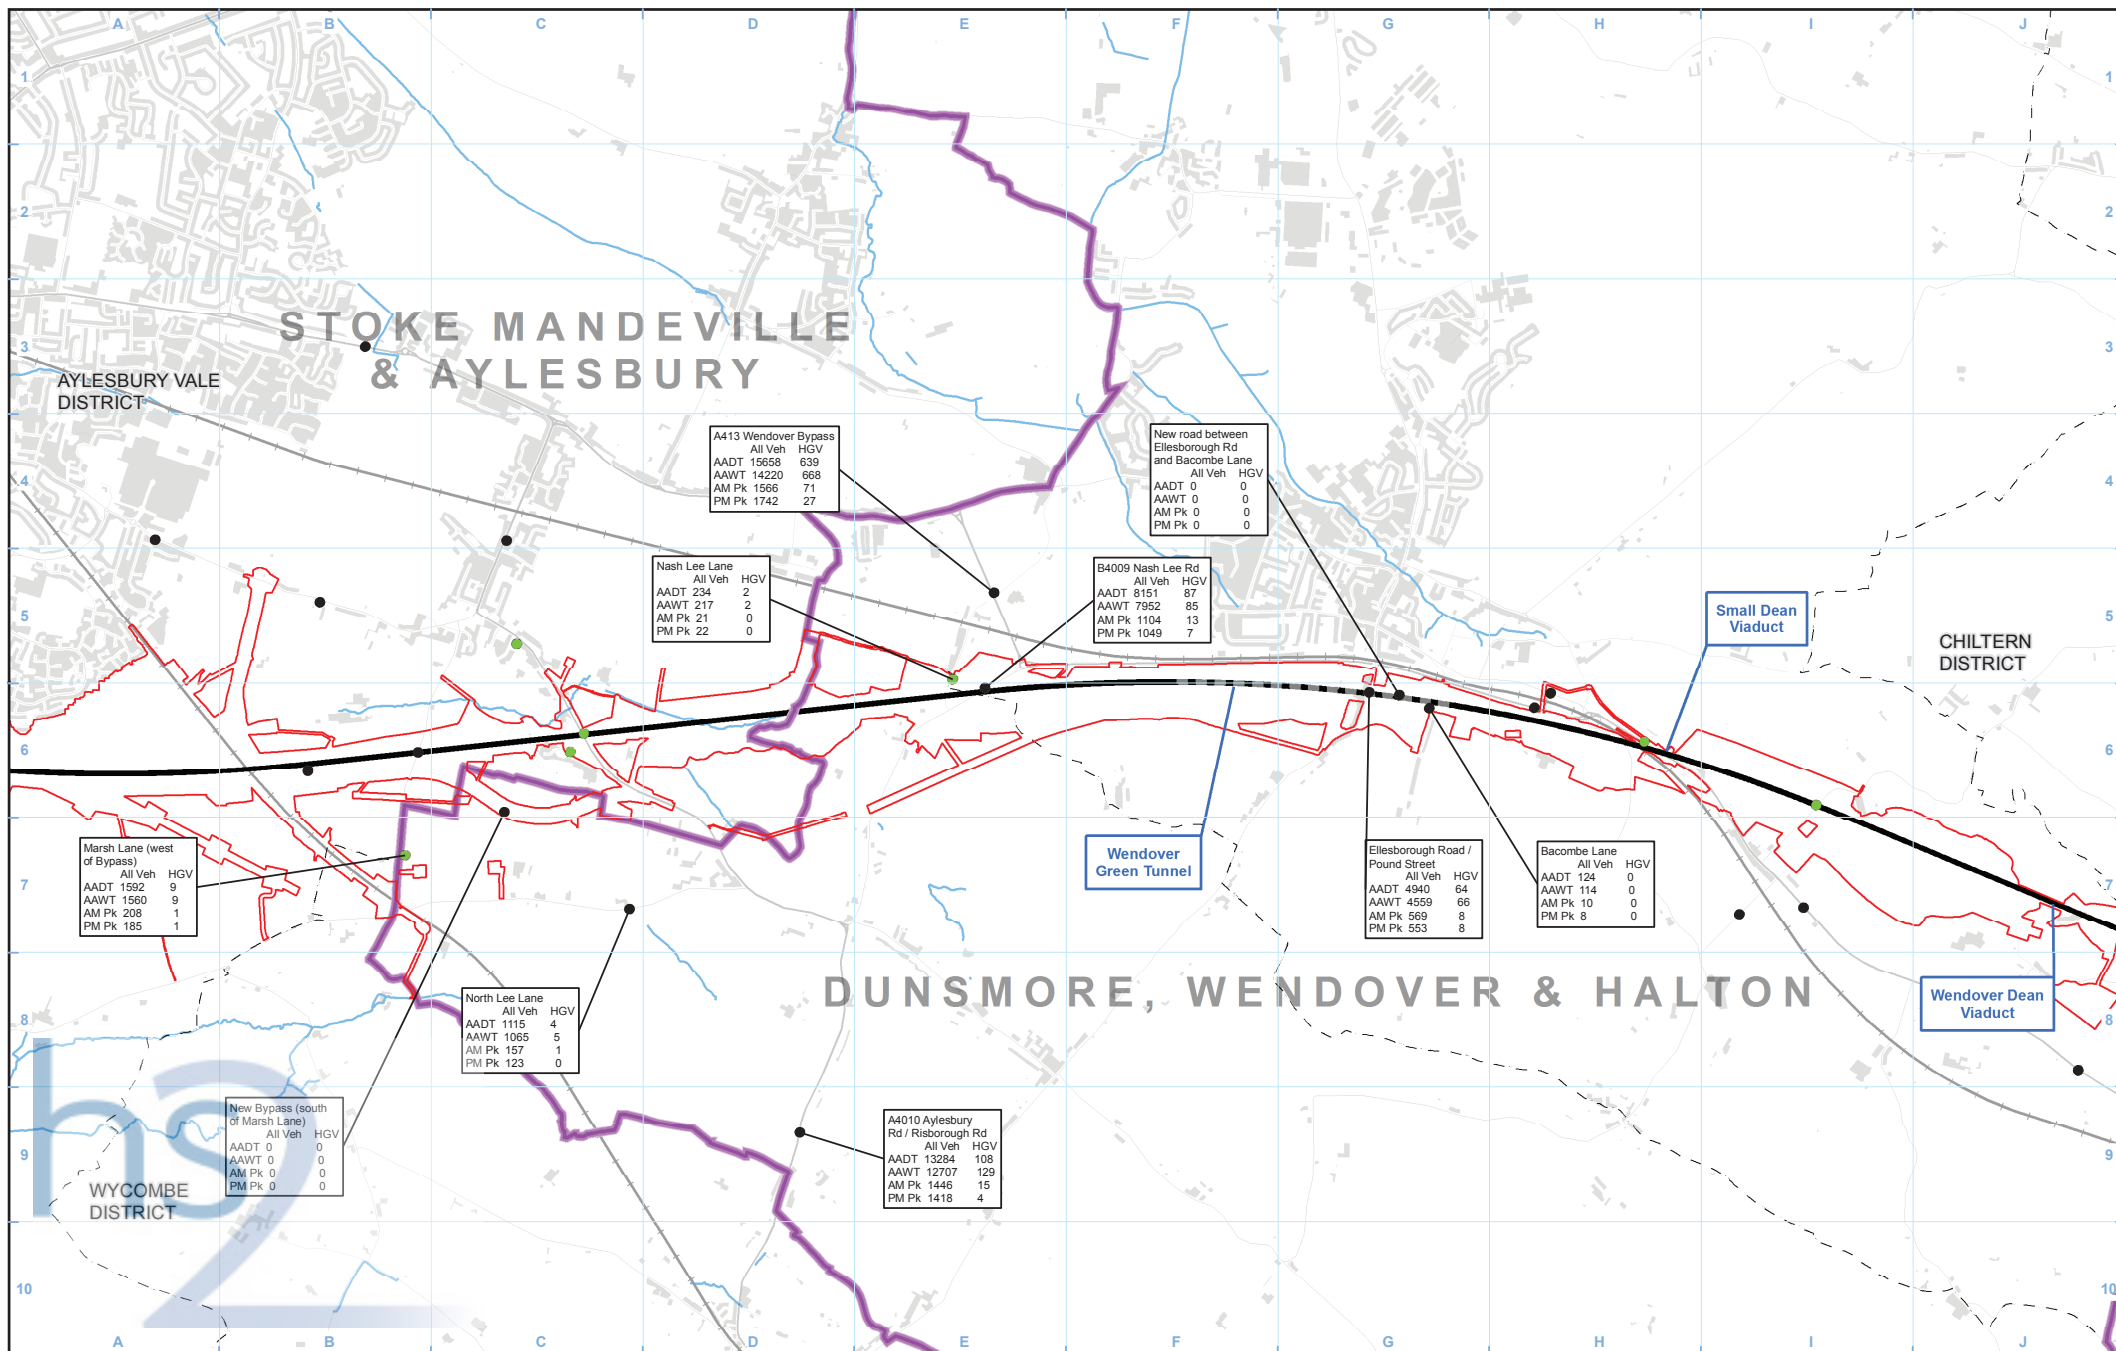 A B C D E F G H I J
1 1
2 2
3 3
4 4
5 5
6 6
7 7
8 8
9 9
10 10
A B C D E F G H I J
STOKE MANDEVILLE
& AYLESBURY
AYLESBURY VALE
DISTRICT
A413 Wendover Bypass
All Veh HGV
AADT 15658 639
AAWT 14220 668
AM Pk 1566 71
PM Pk 1742 27
New road between
Ellesborough Rd
and Bacombe Lane
All Veh HGV
AADT 0 0
AAWT 0 0
AM Pk 0 0
PM Pk 0 0
Nash Lee Lane
All Veh HGV
AADT 234 2
AAWT 217 2
AM Pk 21 0
PM Pk 22 0
B4009 Nash Lee Rd
All Veh HGV
AADT 8151 87
AAWT 7952 85
AM Pk 1104 13
PM Pk 1049 7
Small Dean
Viaduct
CHILTERN
DISTRICT
Marsh Lane (west
of Bypass)
All Veh HGV
AADT 1592 9
AAWT 1560 9
AM Pk 208 1
PM Pk 185 1
Wendover
Green Tunnel
Ellesborough Road /
Pound Street
All Veh HGV
AADT 4940 64
AAWT 4559 66
AM Pk 569 8
PM Pk 553 8
Bacombe Lane
All Veh HGV
AADT 124 0
AAWT 114 0
AM Pk 10 0
PM Pk 8 0
DUNSMORE, WENDOVER & HALTON
North Lee Lane
All Veh HGV
AADT 1115 4
AAWT 1065 5
AM Pk 157 1
PM Pk 123 0
Wendover Dean
Viaduct
New Bypass (south
of Marsh Lane)
All Veh HGV
AADT 0 0
AAWT 0 0
AM Pk 0 0
PM Pk 0 0
A4010 Aylesbury
Rd / Risborough Rd
All Veh HGV
AADT 13284 108
AAWT 12707 129
AM Pk 1446 15
PM Pk 1418 4
WYCOMBE
DISTRICT
hs2